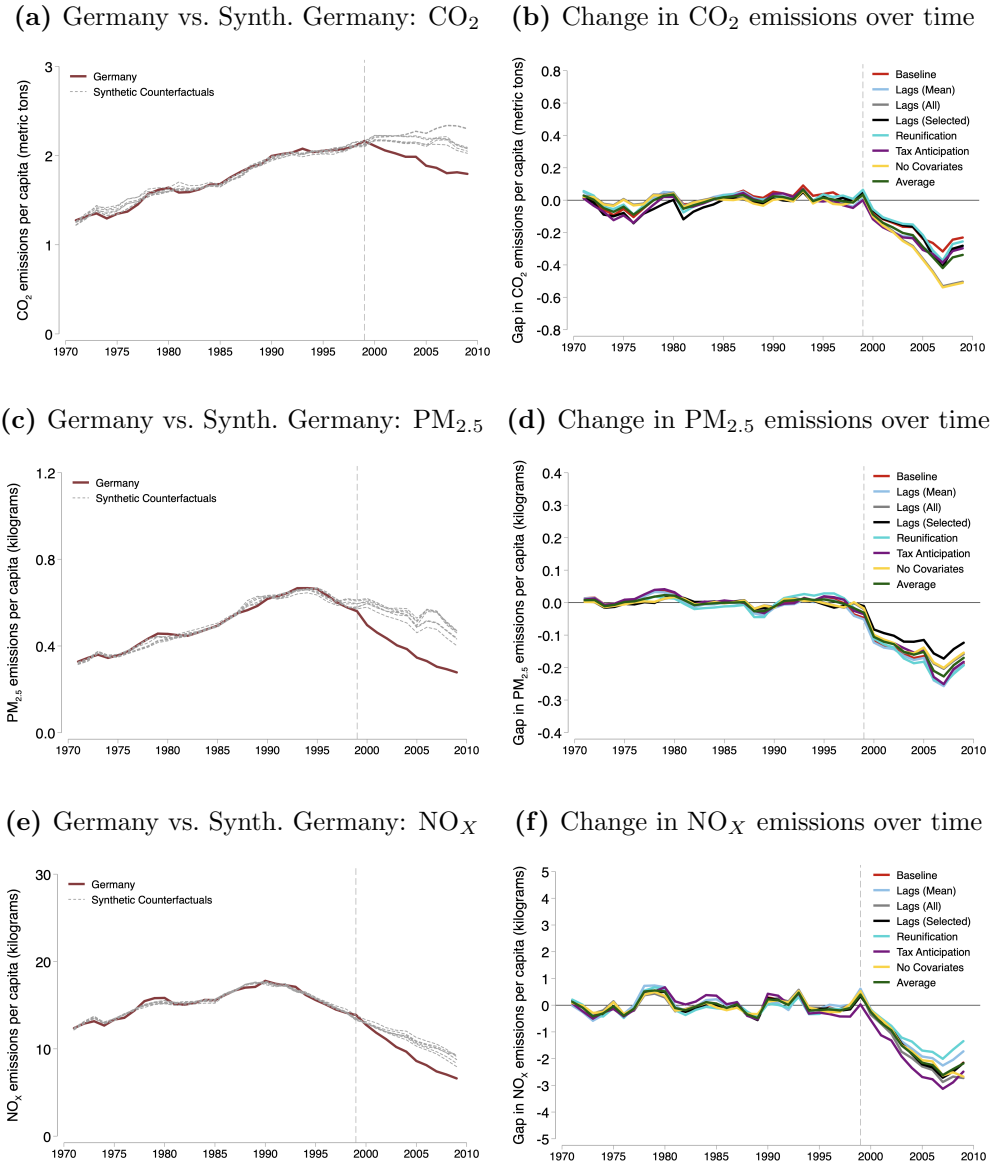 (a) Germany vs. Synth. Germany: CO₂
CO₂ emissions per capita (metric tons)
3
2
1
0
Germany
Synthetic Counterfactuals
1970 1975 1980 1985 1990 1995 2000 2005 2010
(b) Change in CO₂ emissions over time
Gap in CO₂ emissions per capita (metric tons)
0.8
0.6
0.4
0.2
0.0
-0.2
-0.4
-0.6
-0.8
Baseline
Lags (Mean)
Lags (All)
Lags (Selected)
Reunification
Tax Anticipation
No Covariates
Average
1970 1975 1980 1985 1990 1995 2000 2005 2010
(c) Germany vs. Synth. Germany: PM₂.₅
PM₂.₅ emissions per capita (kilograms)
1.2
0.8
0.4
0.0
Germany
Synthetic Counterfactuals
1970 1975 1980 1985 1990 1995 2000 2005 2010
(d) Change in PM₂.₅ emissions over time
Gap in PM₂.₅ emissions per capita (kilograms)
0.4
0.3
0.2
0.1
0.0
-0.1
-0.2
-0.3
-0.4
Baseline
Lags (Mean)
Lags (All)
Lags (Selected)
Reunification
Tax Anticipation
No Covariates
Average
1970 1975 1980 1985 1990 1995 2000 2005 2010
(e) Germany vs. Synth. Germany: NOₓ
NOₓ emissions per capita (kilograms)
30
20
10
0
Germany
Synthetic Counterfactuals
1970 1975 1980 1985 1990 1995 2000 2005 2010
(f) Change in NOₓ emissions over time
Gap in NOₓ emissions per capita (kilograms)
5
4
3
2
1
0
-1
-2
-3
-4
-5
Baseline
Lags (Mean)
Lags (All)
Lags (Selected)
Reunification
Tax Anticipation
No Covariates
Average
1970 1975 1980 1985 1990 1995 2000 2005 2010